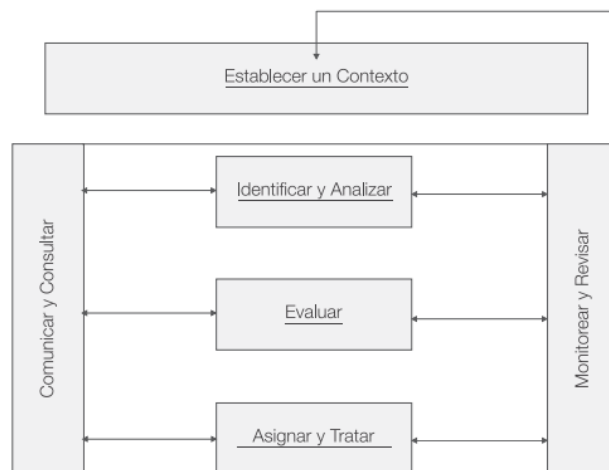 Establecer un Contexto
Comunicar y Consultar
Identificar y Analizar
Evaluar
Asignar y Tratar
Monitorear y Revisar